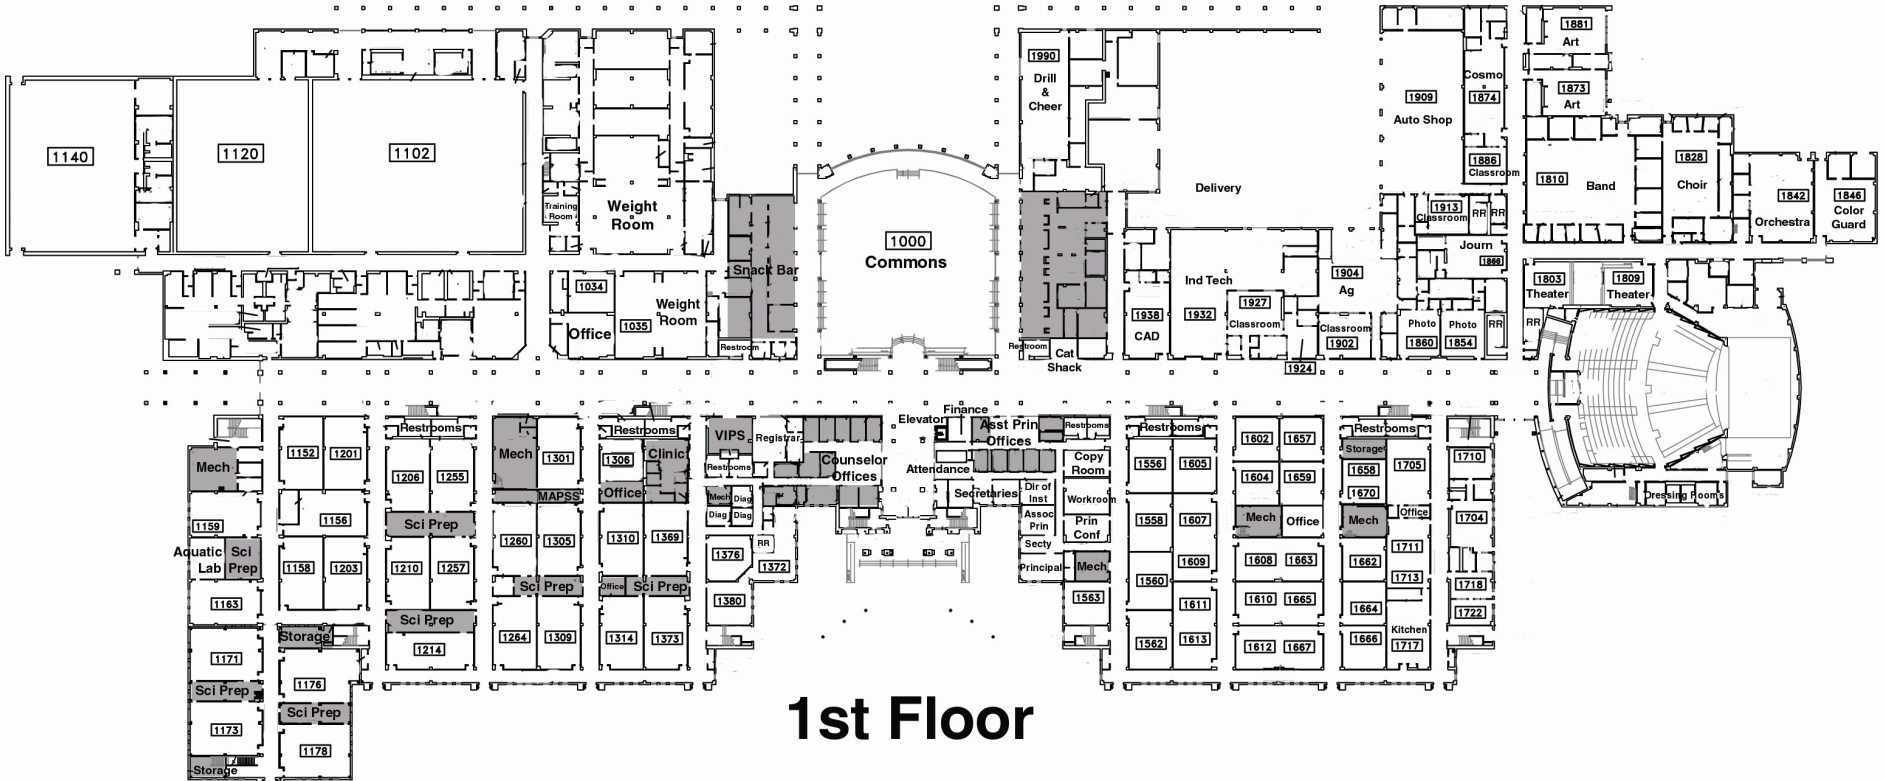 1140
1120
1102
Training
Room
Weight
Room
Snack Bar
1034
Office
1035
Weight
Room
Restroom
1000
Commons
1990
Drill
&
Cheer
Restroom
Cat
Shack
Delivery
1938
CAD
Ind Tech
1932
1927
Classroom
1924
1904
Ag
Classroom
1902
1909
Auto Shop
Cosmo
1874
1886
Classroom
1913
Classroom
RR
RR
Journ
1866
Photo
1860
Photo
1854
RR
RR
1881
Art
1873
Art
1810
Band
1828
Choir
1842
Orchestra
1846
Color
Guard
1803
Theater
1809
Theater
Dressing Rooms
Mech
1159
Aquatic
Lab
Sci
Prep
1163
1171
Sci Prep
1173
Storage
1152
1201
1156
1158
1203
Storage
1176
Sci Prep
1178
Restrooms
1206
1255
Sci Prep
1210
1257
Sci Prep
1214
Mech
1301
MAPSS
1260
1305
Sci Prep
1264
1309
Restrooms
1306
Clinic
Office
1310
1369
Office
Sci Prep
1314
1373
VIPS
Registrar
Restrooms
Mech
Diag
Diag
Diag
RR
1376
1372
1380
Counselor
Offices
Elevator
Finance
Asst Prin
Offices
Attendance
Secretaries
Restrooms
Copy
Room
Dir of
Inst
Workroom
Assoc
Prin
Prin
Conf
Secty
Principal
Mech
1563
Restrooms
1556
1605
1558
1607
1609
1560
1611
1562
1613
1602
1657
1604
1659
Mech
Office
1608
1663
1610
1665
1612
1667
Restrooms
Storage
1658
1705
1670
Office
Mech
1711
1662
1713
1664
Kitchen
1666
1717
1710
1704
1718
1722
1st Floor